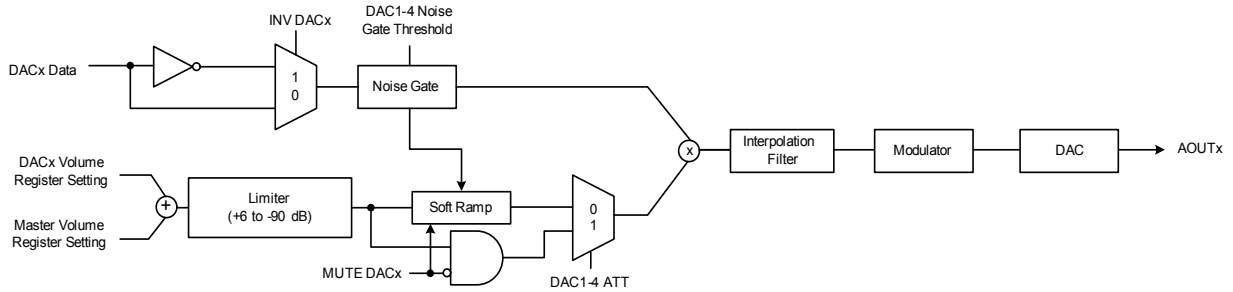 INV DACx
DAC1-4 Noise
Gate Threshold
DACx Data
1
0
Noise Gate
x
Interpolation
Filter
Modulator
DAC
AOUTx
DACx Volume
Register Setting
+
Master Volume
Register Setting
Limiter
(+6 to -90 dB)
Soft Ramp
0
1
MUTE DACx
DAC1-4 ATT